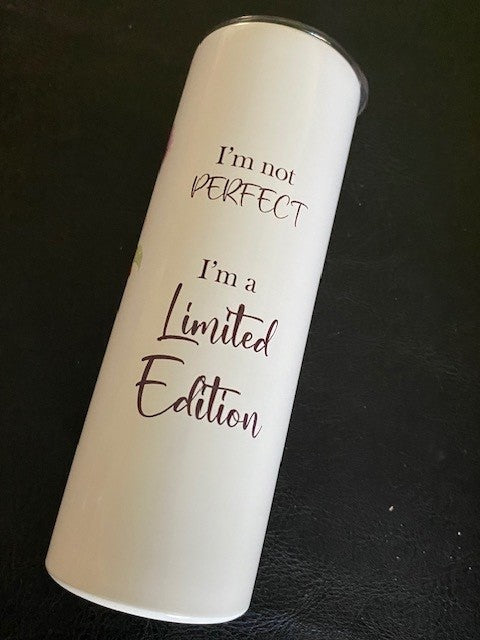 I'm not
PERFECT
I'm a
Limited
Edition